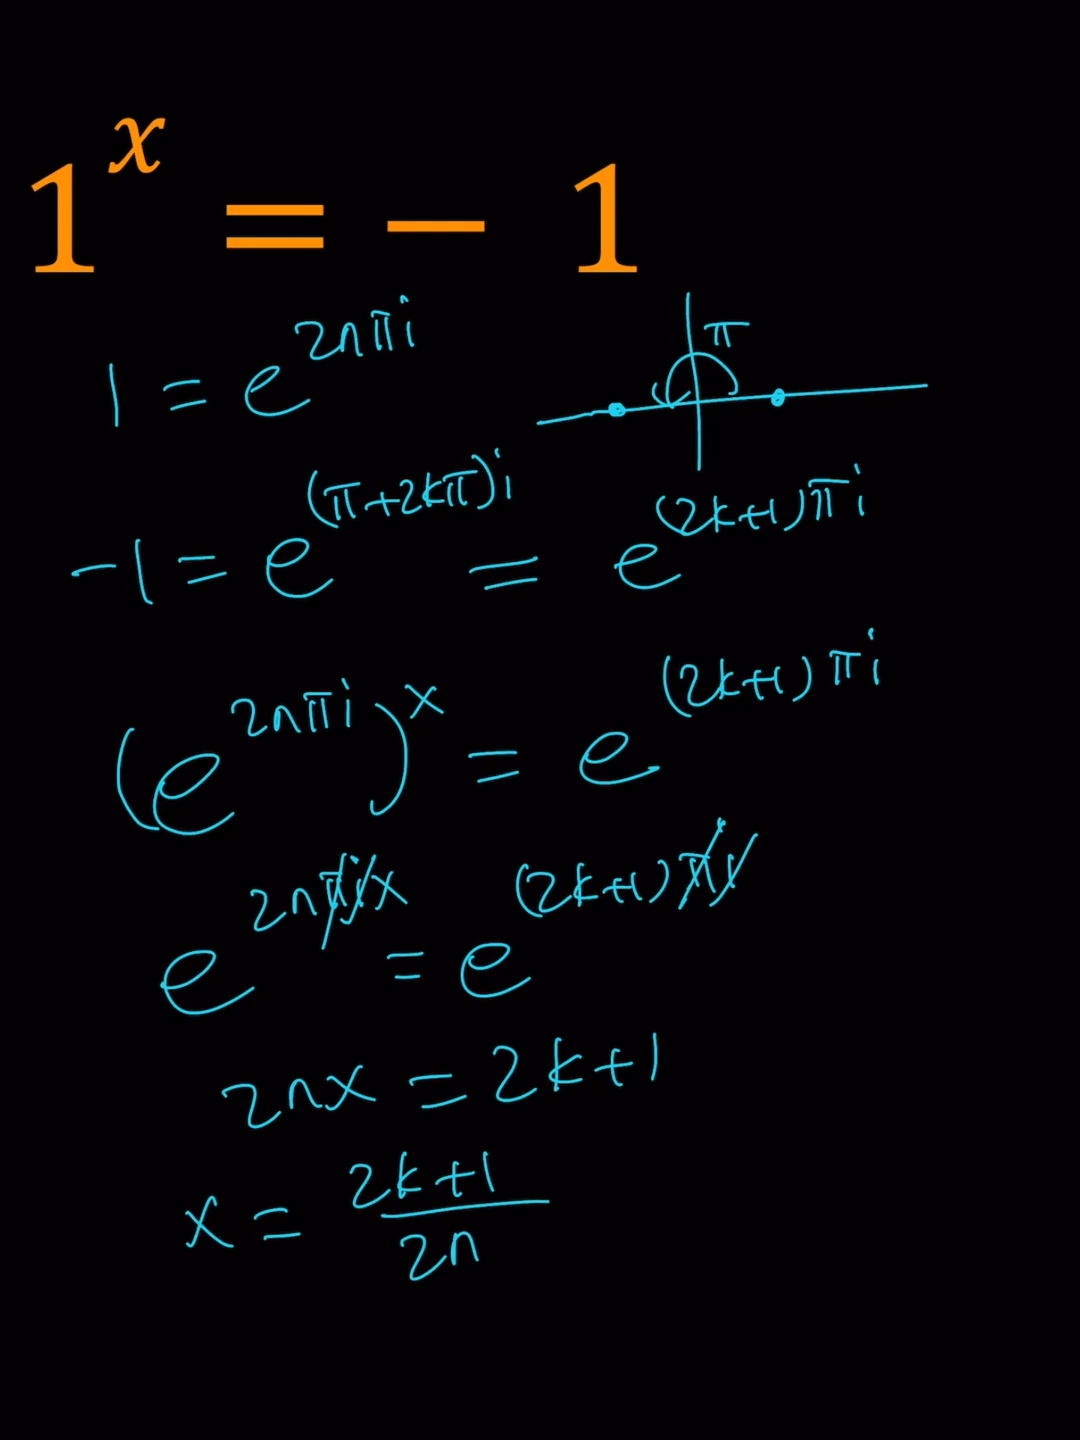 1^x = - 1
1 = e^{2nπi}
π
-1 = e^{(π+2kπ)i} = e^{(2k+1)πi}
(e^{2nπi})^x = e^{(2k+1)πi}
e^{2nπix} = e^{(2k+1)πi}
2nx = 2k+1
x = \frac{2k+1}{2n}